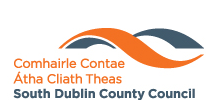 Comhairle Contae
Átha Cliath Theas
South Dublin County Council